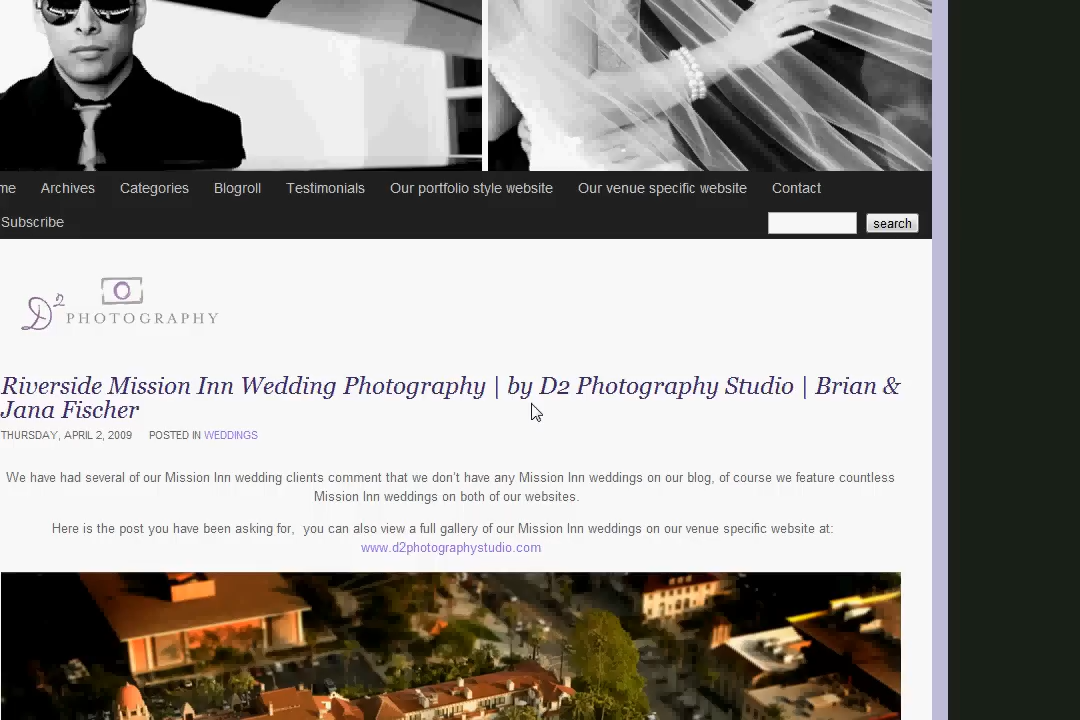 me Archives Categories Blogroll Testimonials Our portfolio style website Our venue specific website Contact
Subscribe search
D2 PHOTOGRAPHY
Riverside Mission Inn Wedding Photography | by D2 Photography Studio | Brian &
Jana Fischer
THURSDAY, APRIL 2, 2009 POSTED IN WEDDINGS
We have had several of our Mission Inn wedding clients comment that we don't have any Mission Inn weddings on our blog, of course we feature countless
Mission Inn weddings on both of our websites.
Here is the post you have been asking for, you can also view a full gallery of our Mission Inn weddings on our venue specific website at:
www.d2photographystudio.com